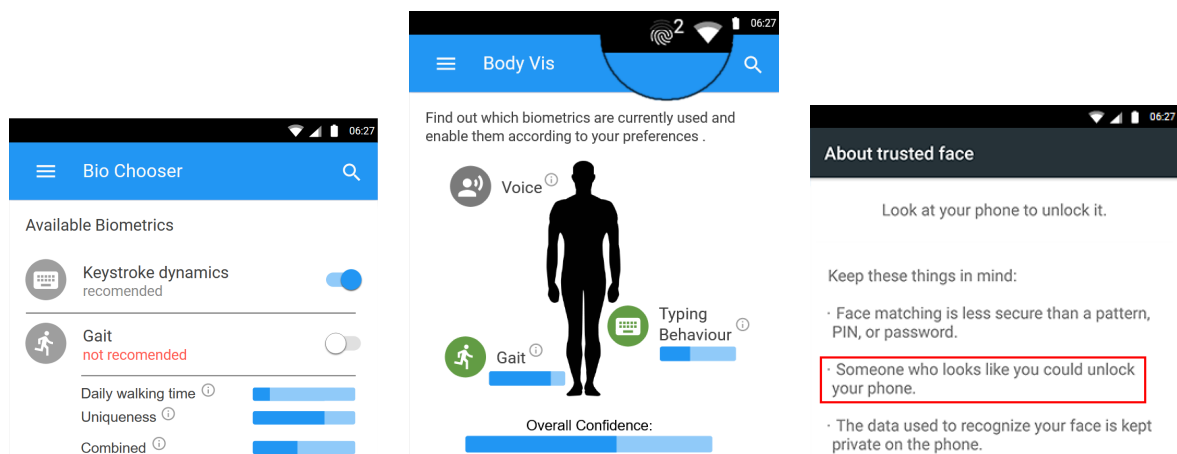 06:27
Bio Chooser
Available Biometrics
Keystroke dynamics
recomended
Gait
not recomended
Daily walking time
Uniqueness
Combined
2
06:27
Body Vis
Find out which biometrics are currently used and
enable them according to your preferences .
Voice
Typing
Behaviour
Gait
Overall Confidence:
06:27
About trusted face
Look at your phone to unlock it.
Keep these things in mind:
· Face matching is less secure than a pattern,
PIN, or password.
· Someone who looks like you could unlock
your phone.
· The data used to recognize your face is kept
private on the phone.